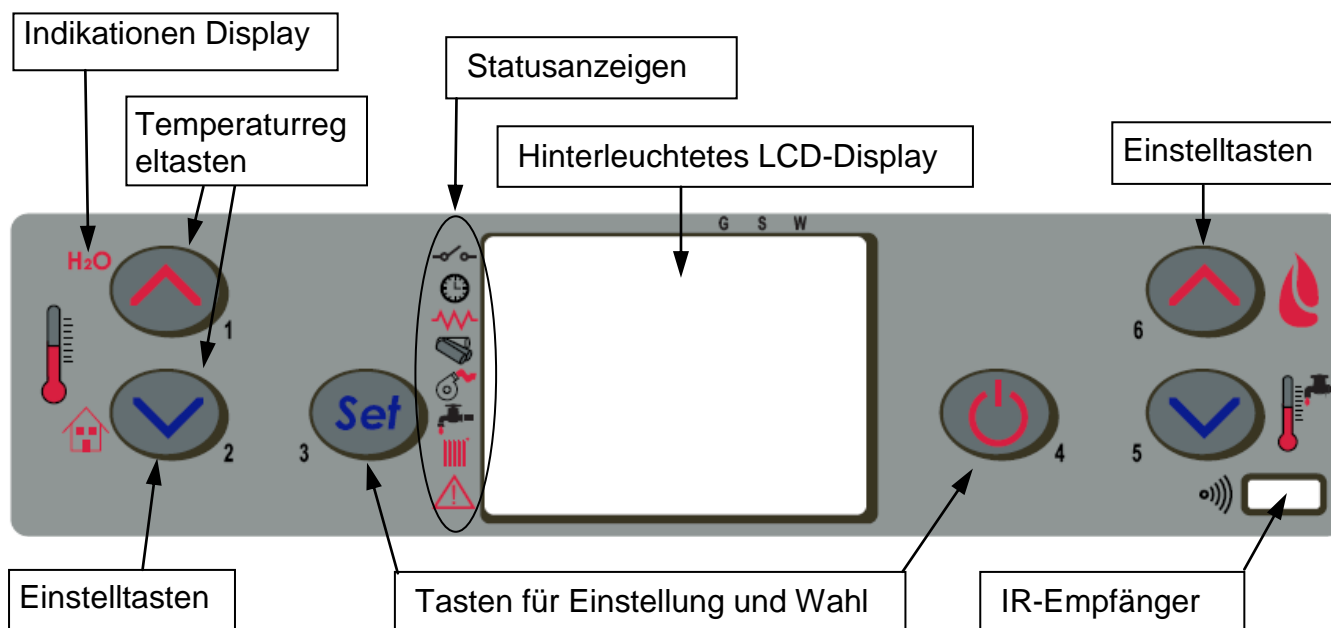 Indikationen Display
Statusanzeigen
Temperaturreg
eltasten
Hinterleuchtetes LCD-Display
Einstelltasten
G S W
H₂O
1
6
2
3
Set
4
5
Einstelltasten
Tasten für Einstellung und Wahl
IR-Empfänger